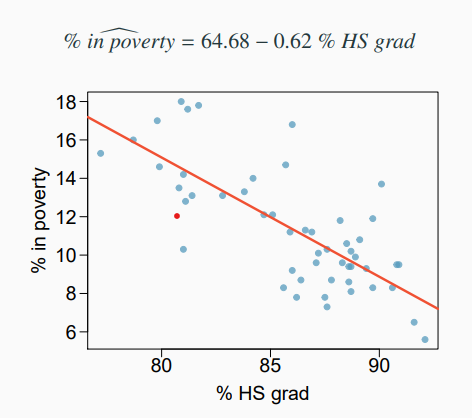 % in poverty = 64.68 − 0.62 % HS grad
18
16
14
12
10
8
6
% in poverty
80 85 90
% HS grad